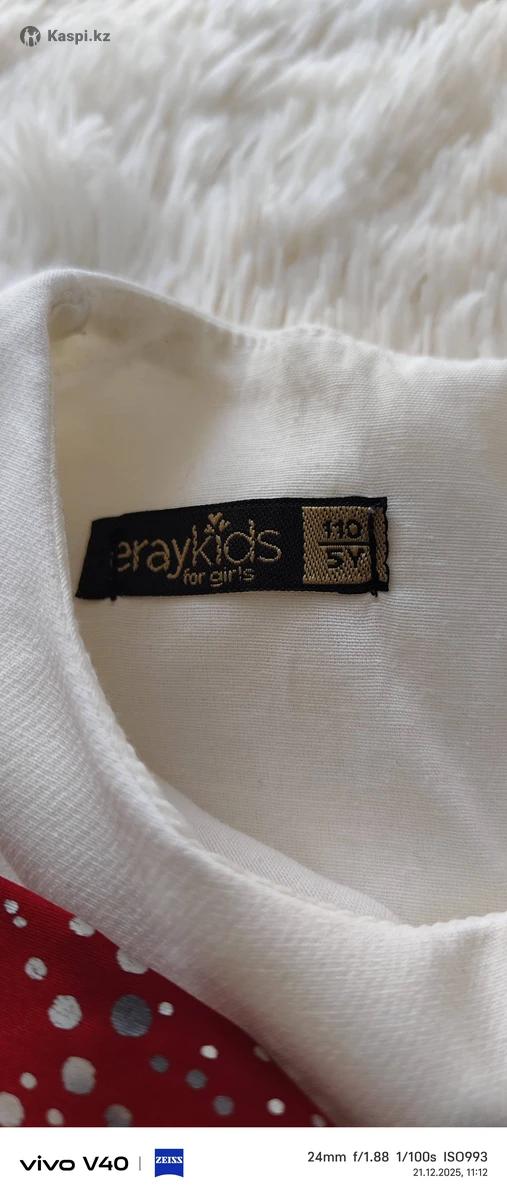 Kaspi.kz
eraykids
for girls
110
5Y
vivo V40 | ZEISS
24mm f/1.88 1/100s ISO993
21.12.2025, 11:12